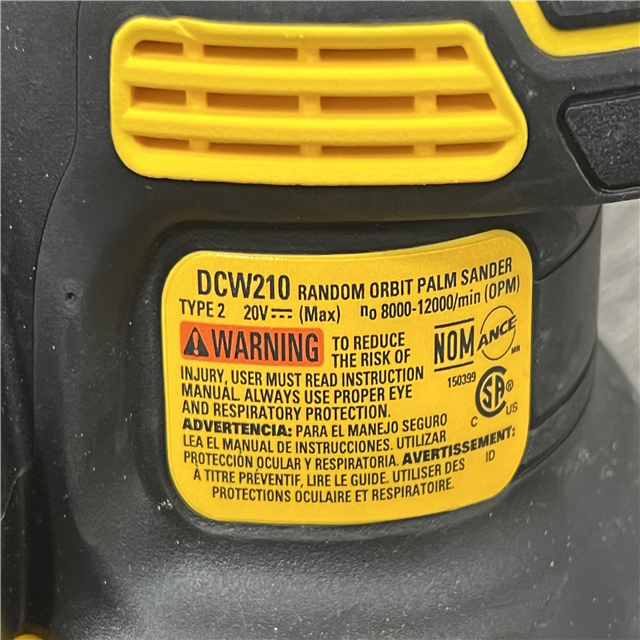 DCW210 RANDOM ORBIT PALM SANDER
TYPE 2 20V⎓ (Max) n₀ 8000-12000/min (OPM)
WARNING TO REDUCE
THE RISK OF
INJURY, USER MUST READ INSTRUCTION
MANUAL. ALWAYS USE PROPER EYE
AND RESPIRATORY PROTECTION.
ADVERTENCIA: PARA EL MANEJO SEGURO
LEA EL MANUAL DE INSTRUCCIONES. UTILIZAR
PROTECCIÓN OCULAR Y RESPIRATORIA. AVERTISSEMENT:
À TITRE PRÉVENTIF, LIRE LE GUIDE. UTILISER DES
PROTECTIONS OCULAIRE ET RESPIRATOIRE.
NOM ANCE
MR
150399
CSA®
C US
ID